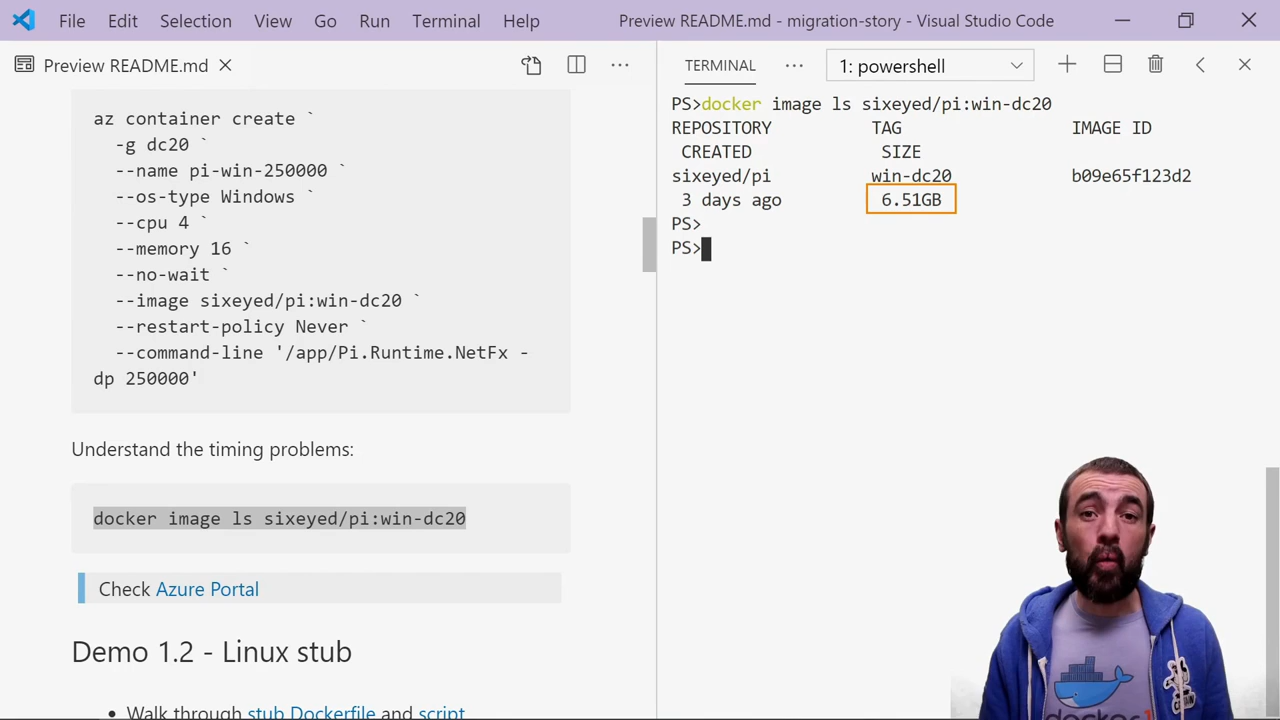 File Edit Selection View Go Run Terminal Help Preview README.md - migration-story - Visual Studio Code
Preview README.md
az container create `
-g dc20 `
--name pi-win-250000 `
--os-type Windows `
--cpu 4 `
--memory 16 `
--no-wait `
--image sixeyed/pi:win-dc20 `
--restart-policy Never `
--command-line '/app/Pi.Runtime.NetFx -
dp 250000'
Understand the timing problems:
docker image ls sixeyed/pi:win-dc20
Check Azure Portal
Demo 1.2 - Linux stub
• Walk through stub Dockerfile and script
TERMINAL ··· 1: powershell
PS>docker image ls sixeyed/pi:win-dc20
REPOSITORY TAG IMAGE ID
CREATED SIZE
sixeyed/pi win-dc20 b09e65f123d2
3 days ago 6.51GB
PS>
PS>
docker